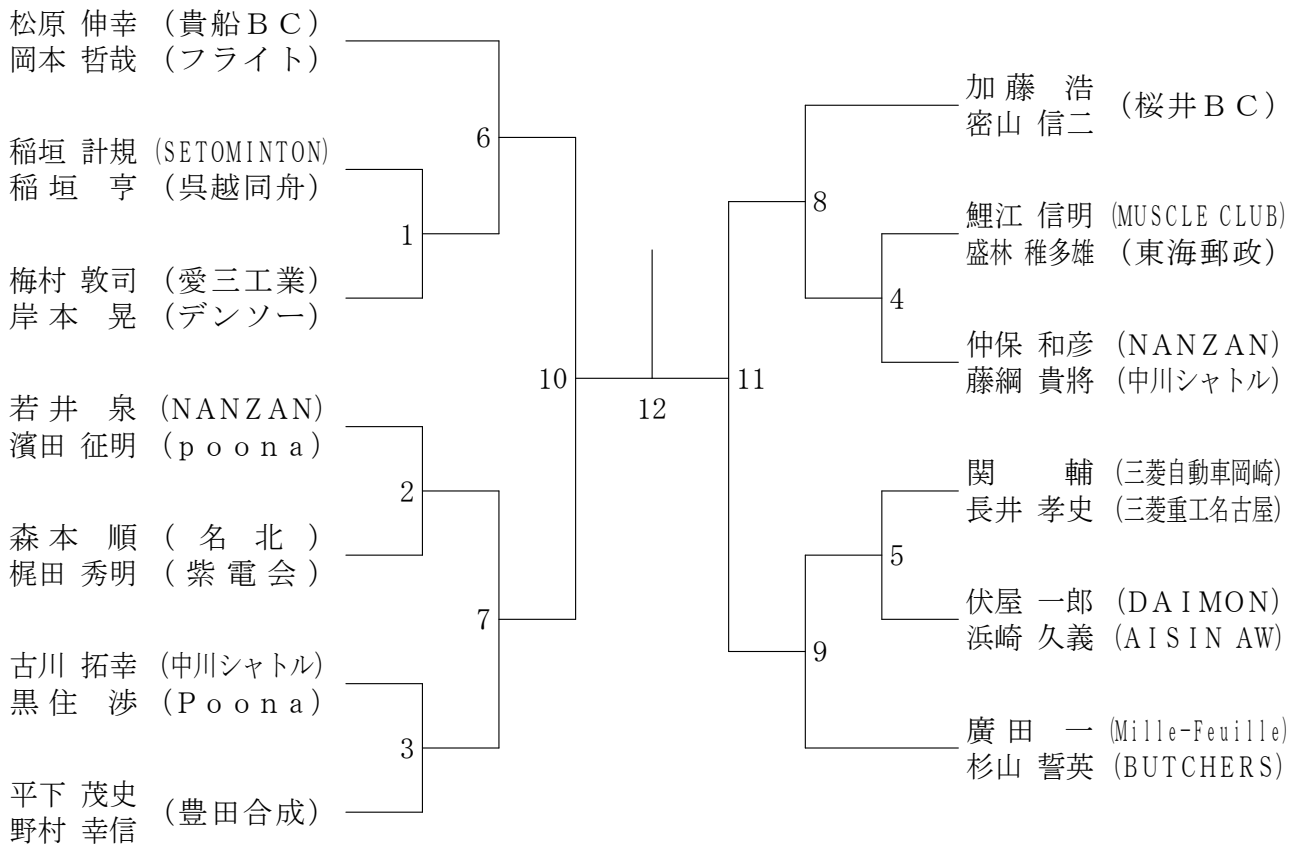 松原 伸幸 (貴船ＢＣ)
岡本 哲哉 (フライト)
6
稲垣 計規 (SETOMINTON)
稲垣 亨 (呉越同舟)
1
梅村 敦司 (愛三工業)
岸本 晃 (デンソー)
10
若井 泉 (NANZAN)
濱田 征明 (ｐｏｏｎａ)
2
森本 順 ( 名 北 )
梶田 秀明 ( 紫 電 会 )
7
古川 拓幸 (中川シャトル)
黒住 渉 (Ｐｏｏｎａ)
3
平下 茂史
野村 幸信
(豊田合成)
12
加藤 浩
密山 信二
(桜井ＢＣ)
8
鯉江 信明 (MUSCLE CLUB)
盛林 稚多雄 (東海郵政)
4
仲保 和彦 (NANZAN)
藤綱 貴將 (中川シャトル)
11
関 輔 (三菱自動車岡崎)
長井 孝史 (三菱重工名古屋)
5
伏屋 一郎 (DAIMON)
浜崎 久義 (AISIN AW)
9
廣田 一 (Mille-Feuille)
杉山 誓英 (BUTCHERS)